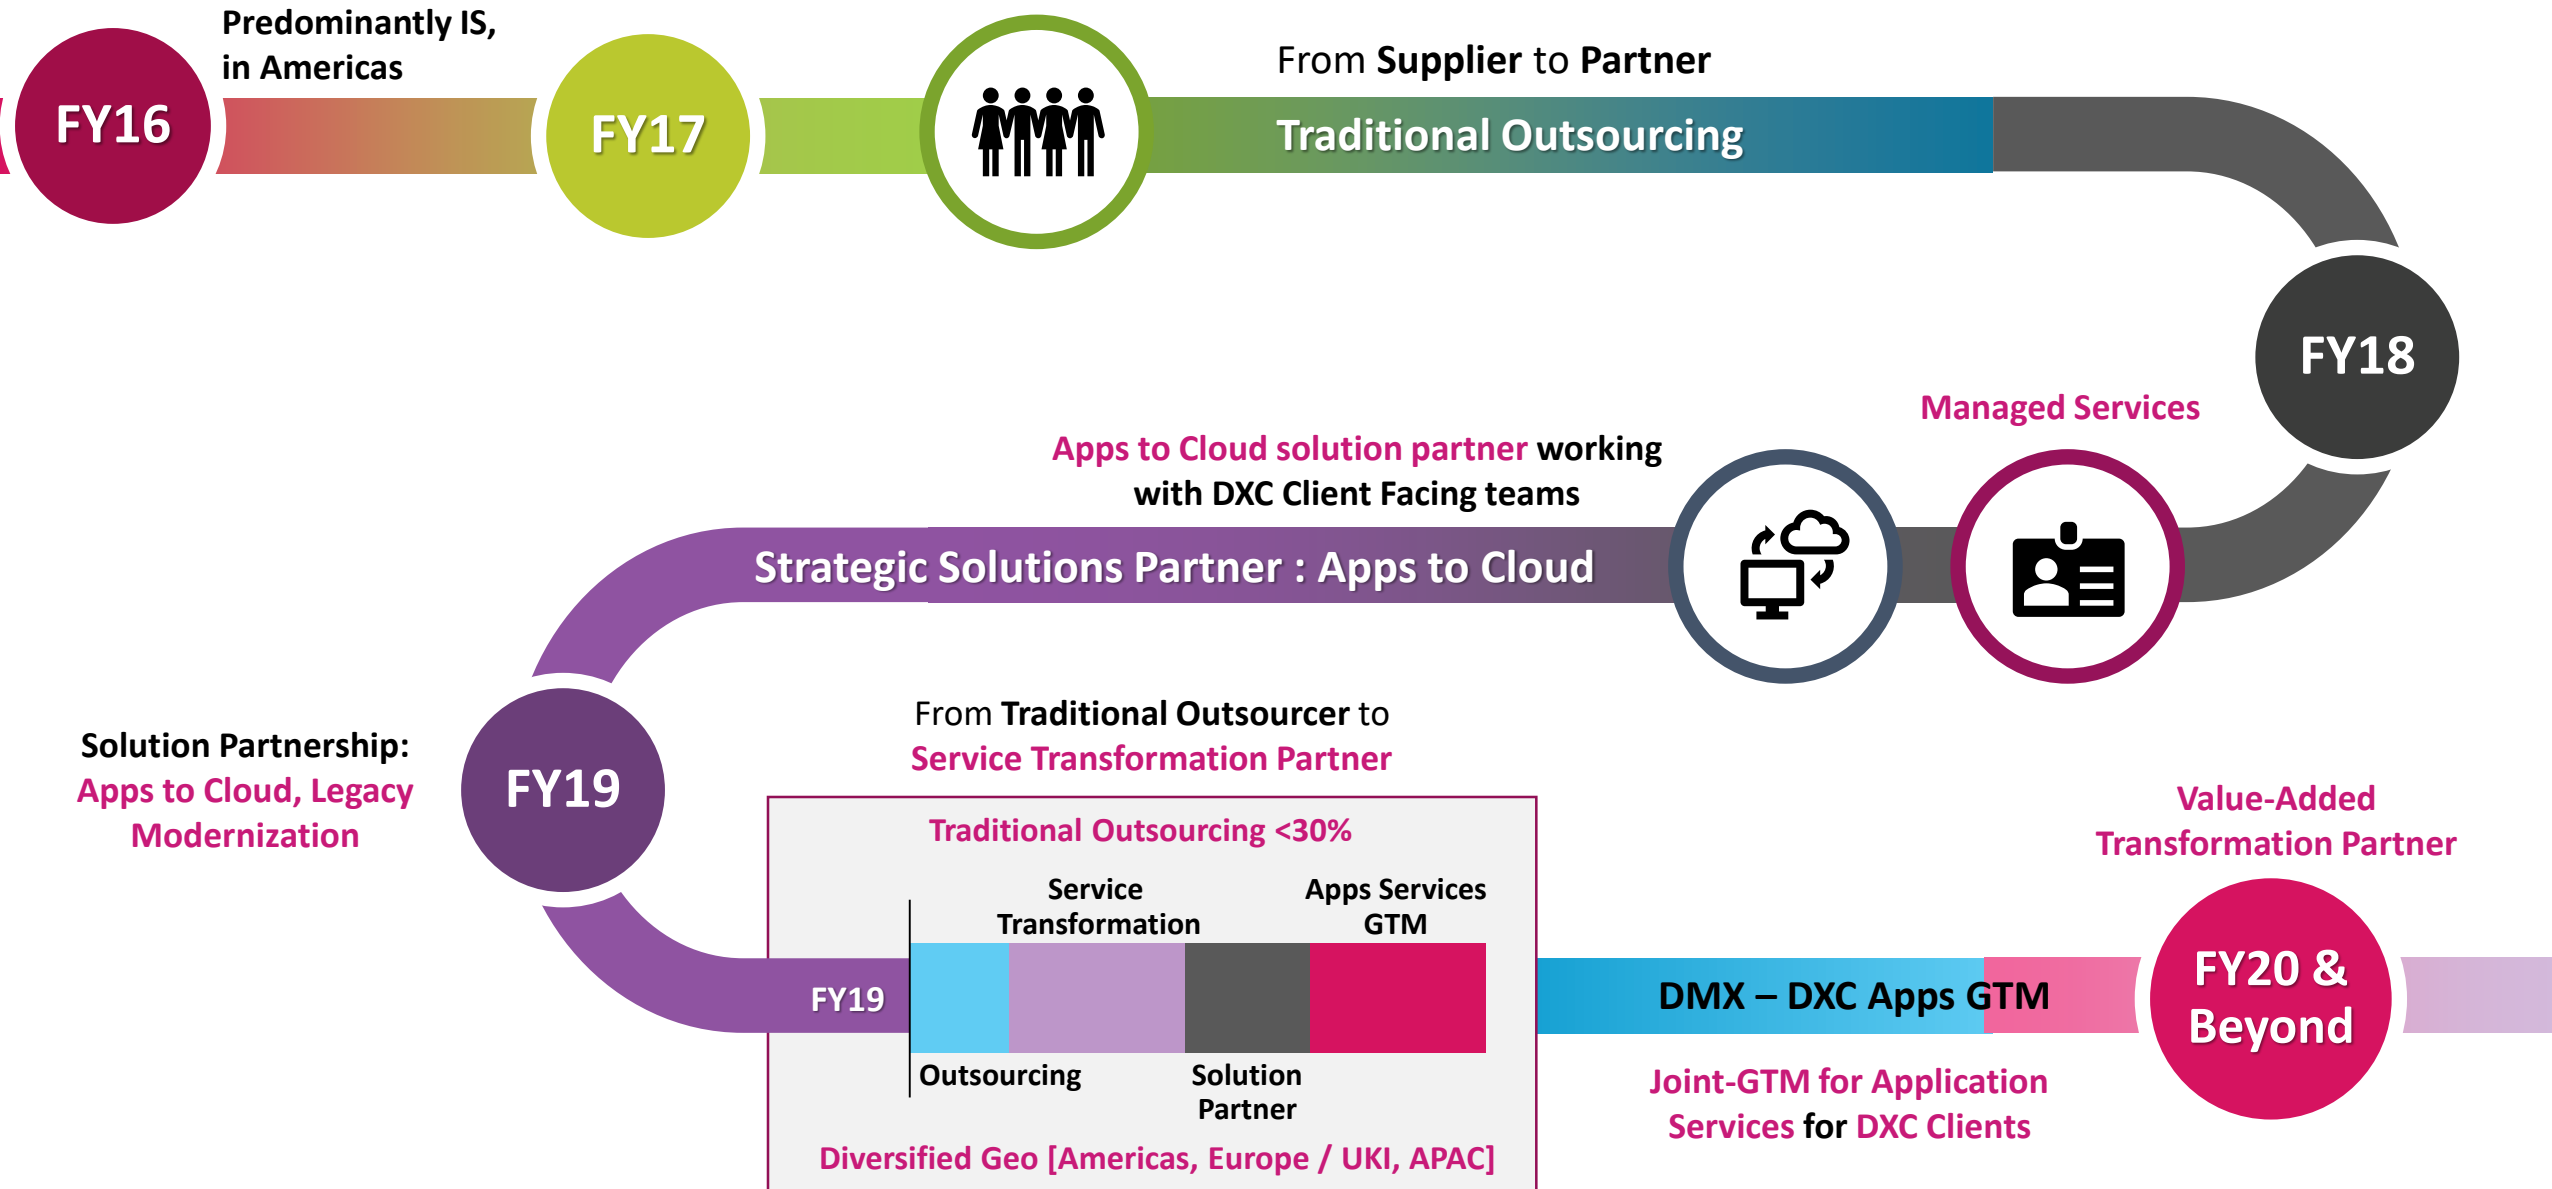 Predominantly IS,
in Americas
FY16
FY17
From Supplier to Partner
Traditional Outsourcing
FY18
Managed Services
Apps to Cloud solution partner working
with DXC Client Facing teams
Strategic Solutions Partner : Apps to Cloud
Solution Partnership:
Apps to Cloud, Legacy
Modernization
FY19
From Traditional Outsourcer to
Service Transformation Partner
Traditional Outsourcing <30%
Service
Transformation
Apps Services
GTM
FY19
Outsourcing
Solution
Partner
Diversified Geo [Americas, Europe / UKI, APAC]
DMX – DXC Apps GTM
Joint-GTM for Application
Services for DXC Clients
Value-Added
Transformation Partner
FY20 &
Beyond